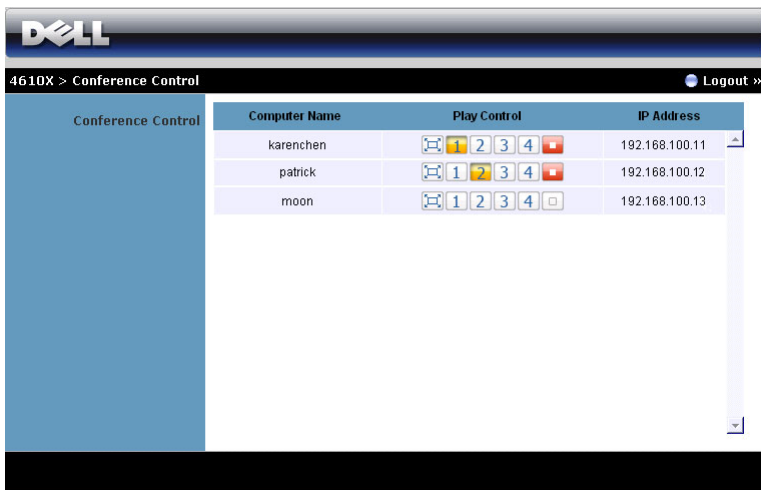 DELL
4610X > Conference Control
Logout »
Conference Control
Computer Name Play Control IP Address
karenchen 1 2 3 4 192.168.100.11
patrick 1 2 3 4 192.168.100.12
moon 1 2 3 4 192.168.100.13